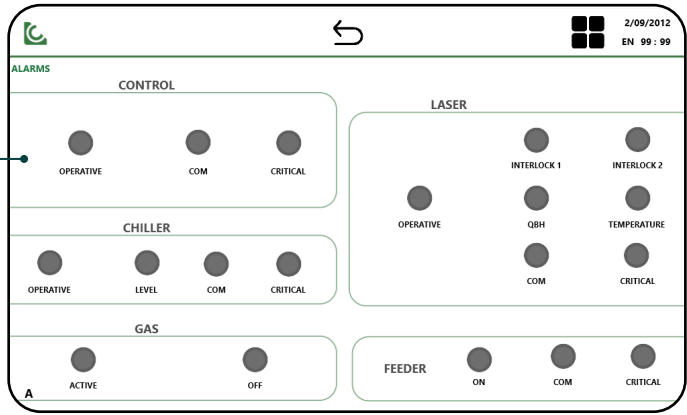 2/09/2012
EN 99 : 99
ALARMS
CONTROL
OPERATIVE COM CRITICAL
CHILLER
OPERATIVE LEVEL COM CRITICAL
GAS
ACTIVE OFF
A
LASER
INTERLOCK 1 INTERLOCK 2
OPERATIVE QBH TEMPERATURE
COM CRITICAL
FEEDER
ON COM CRITICAL